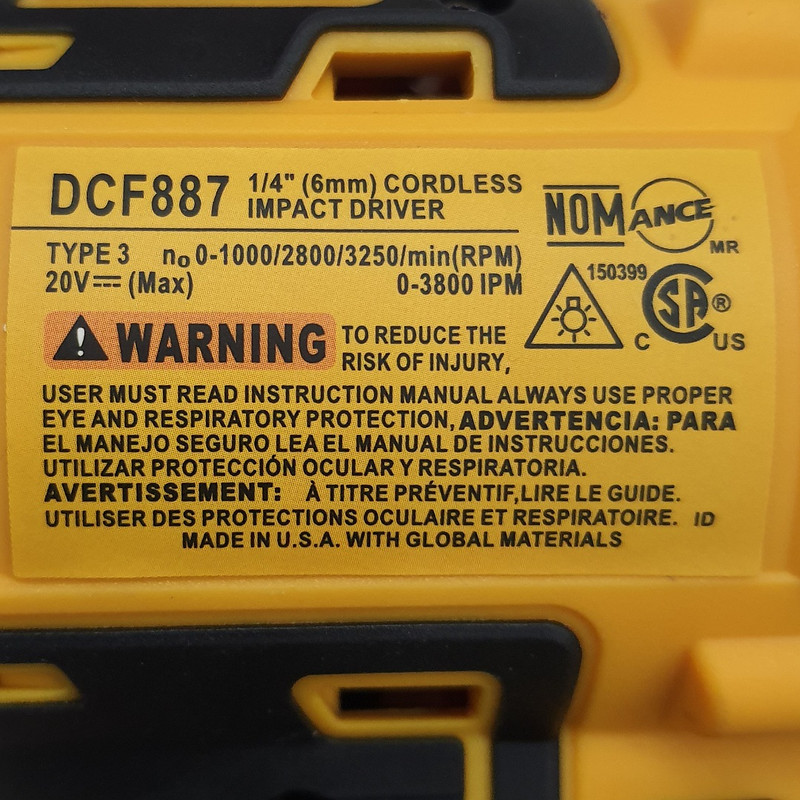 DCF887 1/4" (6mm) CORDLESS
IMPACT DRIVER
NOM ANCE
MR
TYPE 3 no 0-1000/2800/3250/min(RPM)
20V⎓ (Max) 0-3800 IPM
150399
C SA ® US
WARNING TO REDUCE THE
RISK OF INJURY,
USER MUST READ INSTRUCTION MANUAL ALWAYS USE PROPER
EYE AND RESPIRATORY PROTECTION, ADVERTENCIA: PARA
EL MANEJO SEGURO LEA EL MANUAL DE INSTRUCCIONES.
UTILIZAR PROTECCIÓN OCULAR Y RESPIRATORIA.
AVERTISSEMENT: À TITRE PRÉVENTIF,LIRE LE GUIDE.
UTILISER DES PROTECTIONS OCULAIRE ET RESPIRATOIRE. ID
MADE IN U.S.A. WITH GLOBAL MATERIALS